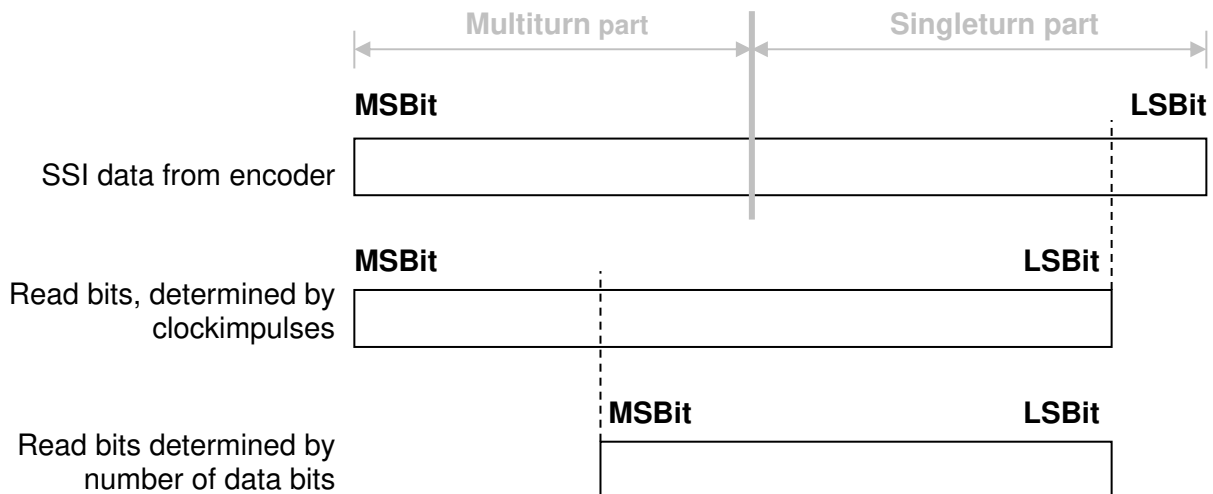 Multiturn part
Singleturn part
MSBit
LSBit
SSI data from encoder
MSBit
LSBit
Read bits, determined by
clockimpulses
MSBit
LSBit
Read bits determined by
number of data bits